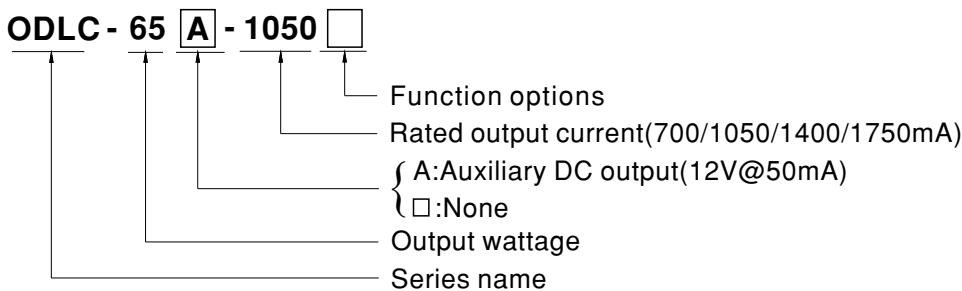 ODLC - 65 A - 1050 □
Function options
Rated output current(700/1050/1400/1750mA)
A:Auxiliary DC output(12V@50mA)
□:None
Output wattage
Series name